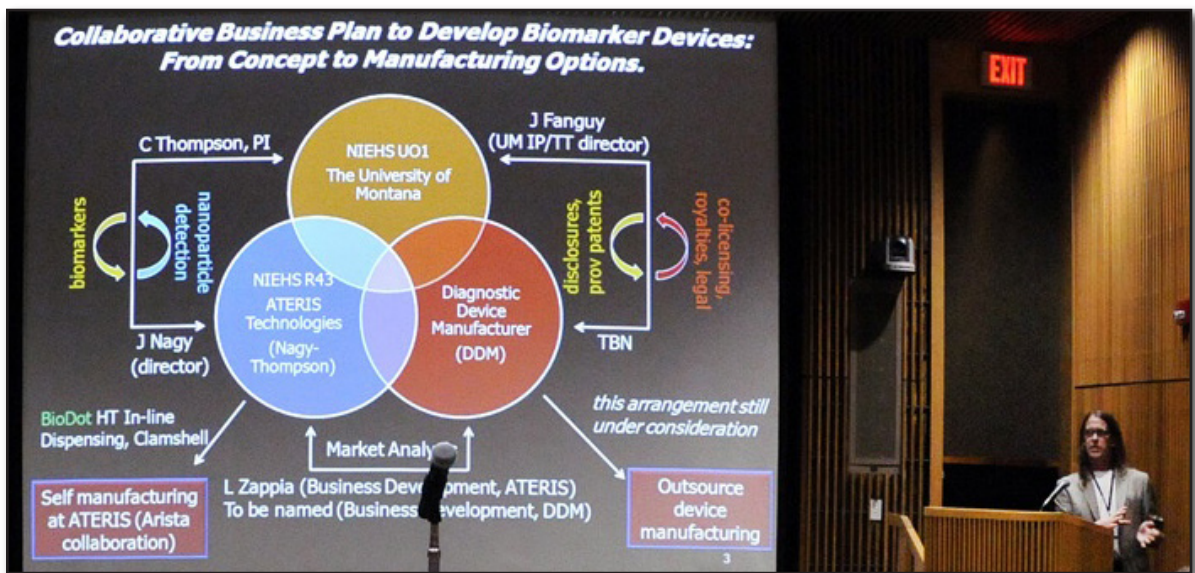 Collaborative Business Plan to Develop Biomarker Devices:
From Concept to Manufacturing Options.
EXIT
C Thompson, PI
J Fanguy
(UM IP/TT director)
NIEHS UO1
The University of
Montana
biomarkers
nanoparticle
detection
disclosures,
prov patents
co-licensing,
royalties, legal
NIEHS R43
ATERIS
Technologies
(Nagy-
Thompson)
Diagnostic
Device
Manufacturer
(DDM)
J Nagy
(director)
TBN
BioDot HT In-line
Dispensing, Clamshell
this arrangement still
under consideration
Market Analy
Self manufacturing
at ATERIS (Arista
collaboration)
L Zappia (Business Development, ATERIS)
To be named (Business Development, DDM)
Outsource
device
manufacturing
3